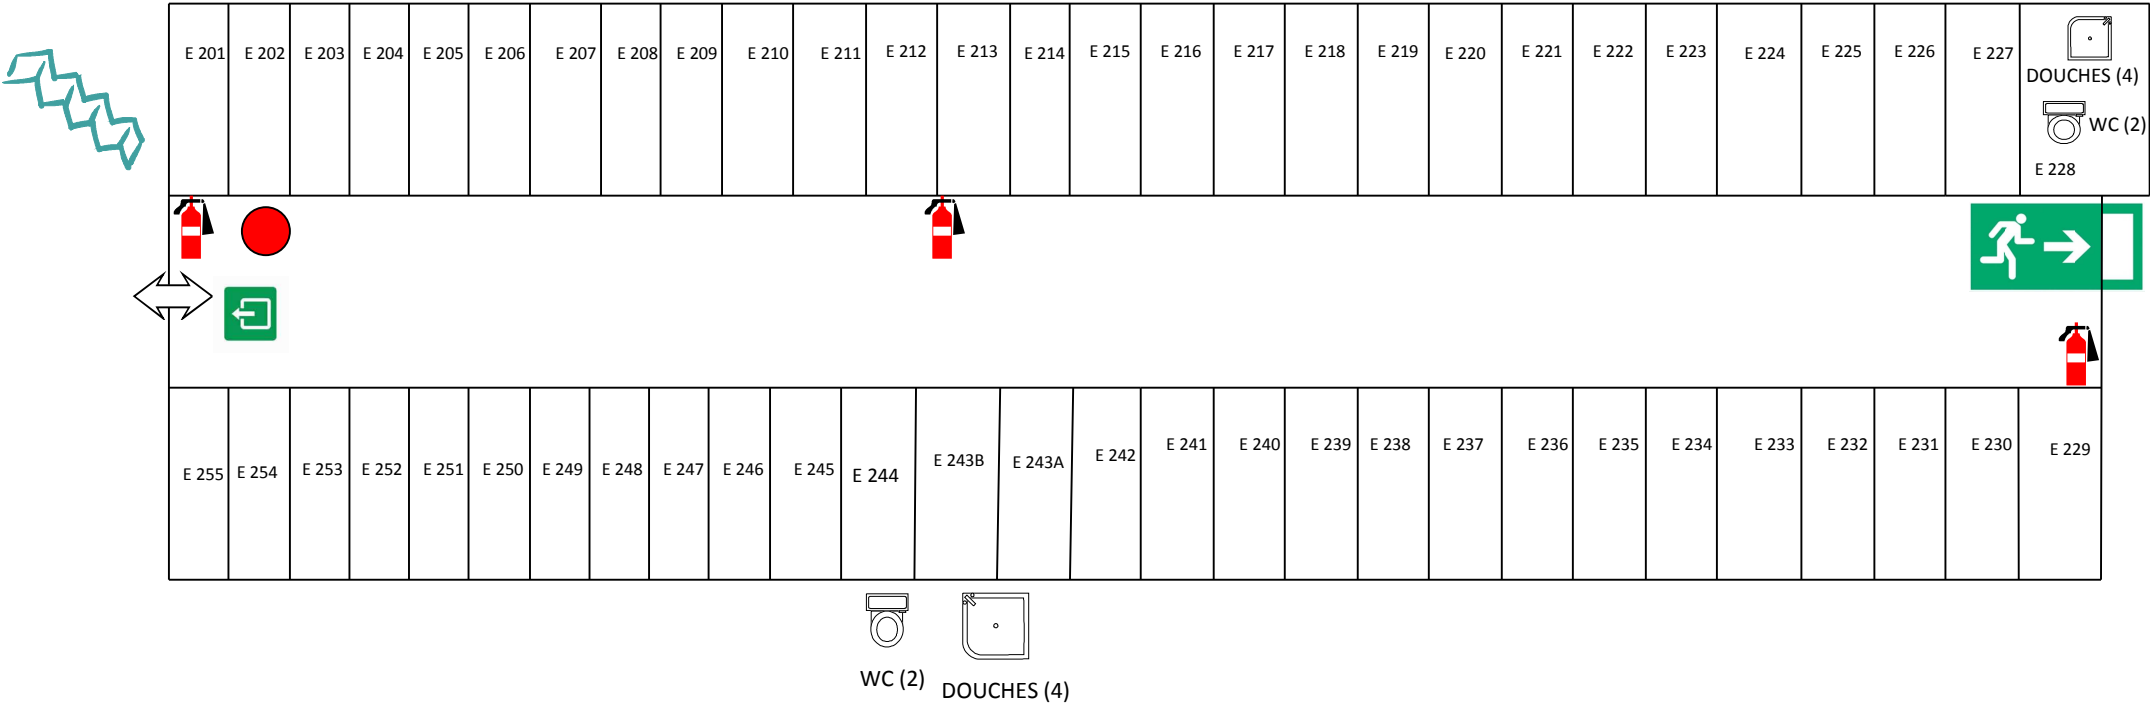 E 201 E 202 E 203 E 204 E 205 E 206 E 207 E 208 E 209 E 210 E 211 E 212 E 213 E 214 E 215 E 216 E 217 E 218 E 219 E 220 E 221 E 222 E 223 E 224 E 225 E 226 E 227
DOUCHES (4)
WC (2)
E 228
E 255 E 254 E 253 E 252 E 251 E 250 E 249 E 248 E 247 E 246 E 245 E 244 E 243B E 243A E 242 E 241 E 240 E 239 E 238 E 237 E 236 E 235 E 234 E 233 E 232 E 231 E 230 E 229
WC (2)
DOUCHES (4)